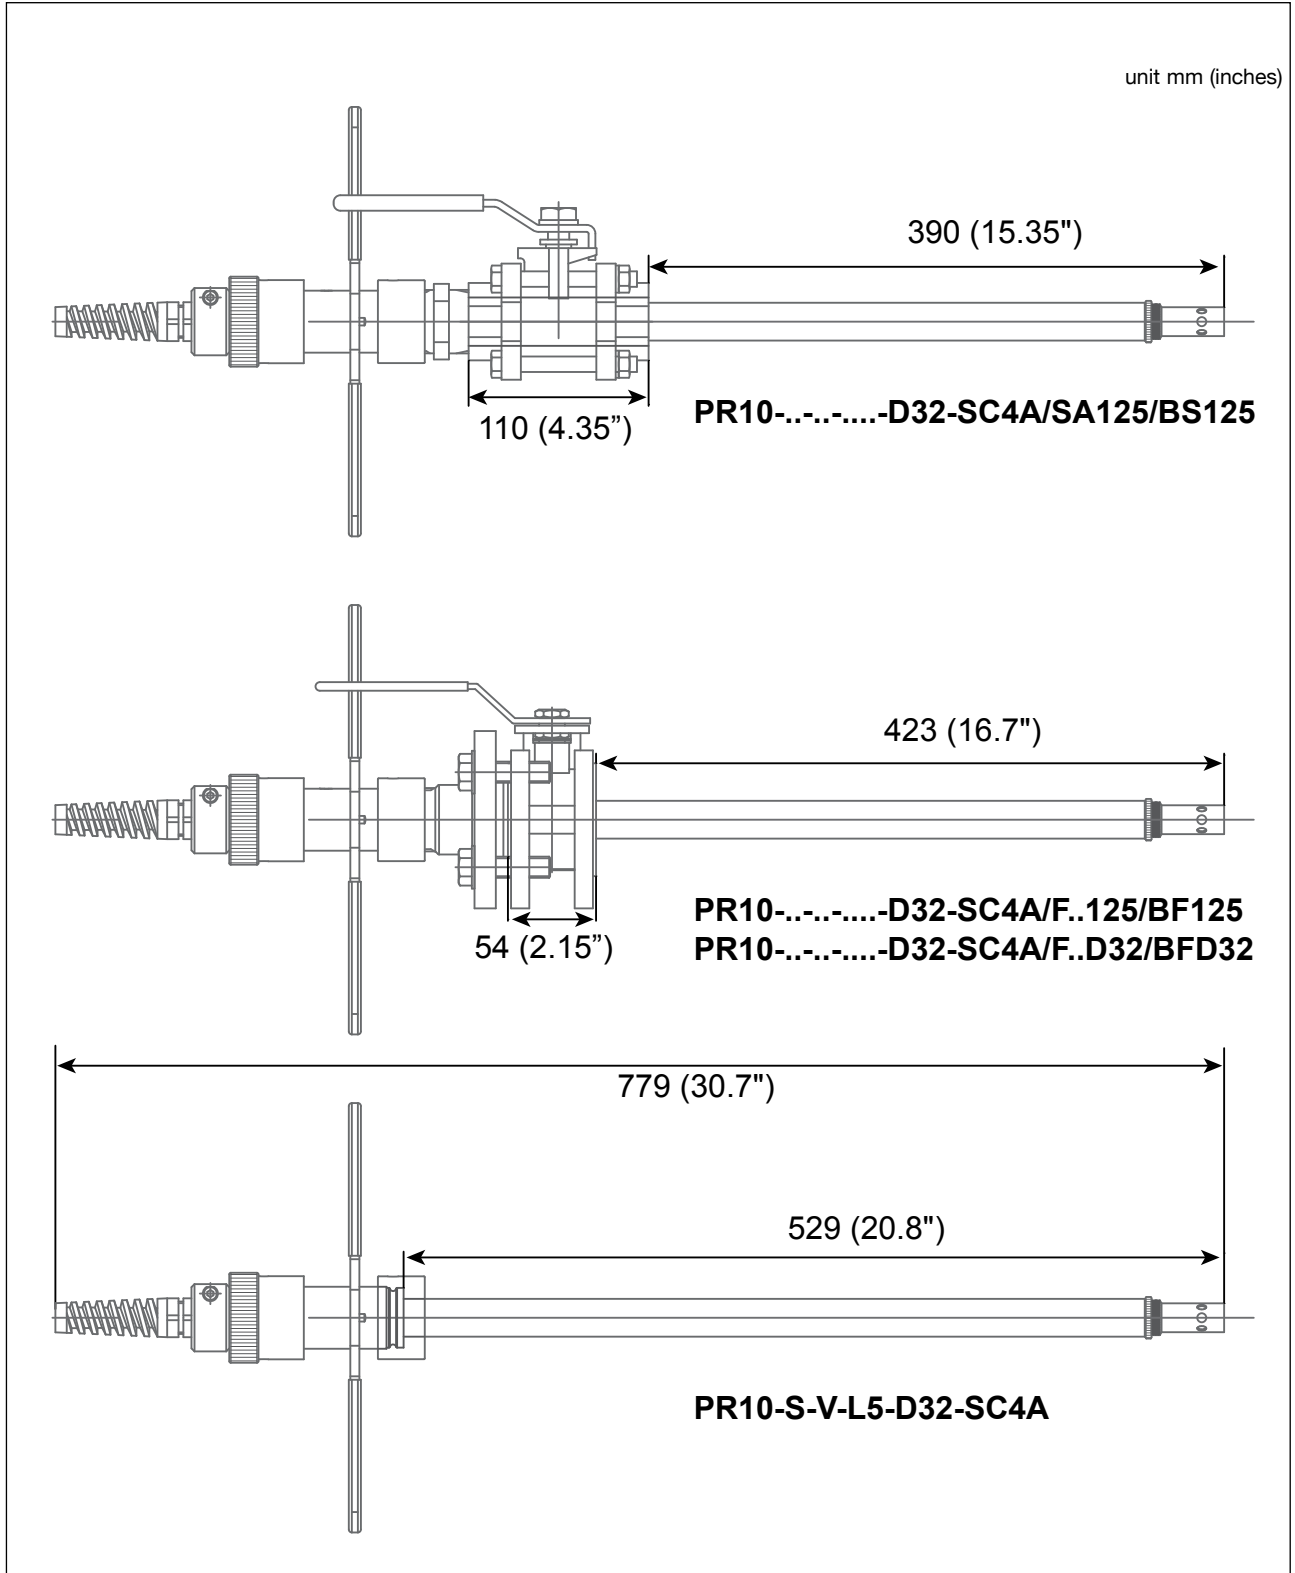 unit mm (inches)
390 (15.35")
110 (4.35”)
PR10-..-..-....-D32-SC4A/SA125/BS125
423 (16.7")
54 (2.15”)
PR10-..-..-....-D32-SC4A/F..125/BF125
PR10-..-..-....-D32-SC4A/F..D32/BFD32
779 (30.7")
529 (20.8")
PR10-S-V-L5-D32-SC4A